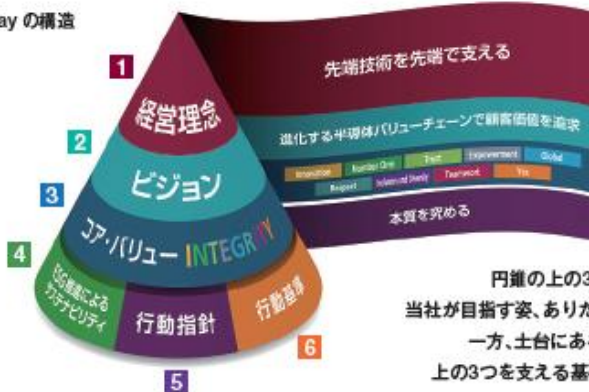 ay の構造
1
経営理念
先端技術を先端で支える
2
ビジョン
進化する半導体バリューチェーンで顧客価値を追求
Innovation Number One Trust Empowerment Global
Respect Inclusion and Diversity Teamwork Yes
3
コア・バリュー INTEGRITY
本質を究める
4
ESG推進による
サステナビリティ
行動指針
行動基準
5
6
円錐の上の3
当社が目指す姿、ありた
一方、土台にあ
上の3つを支える基